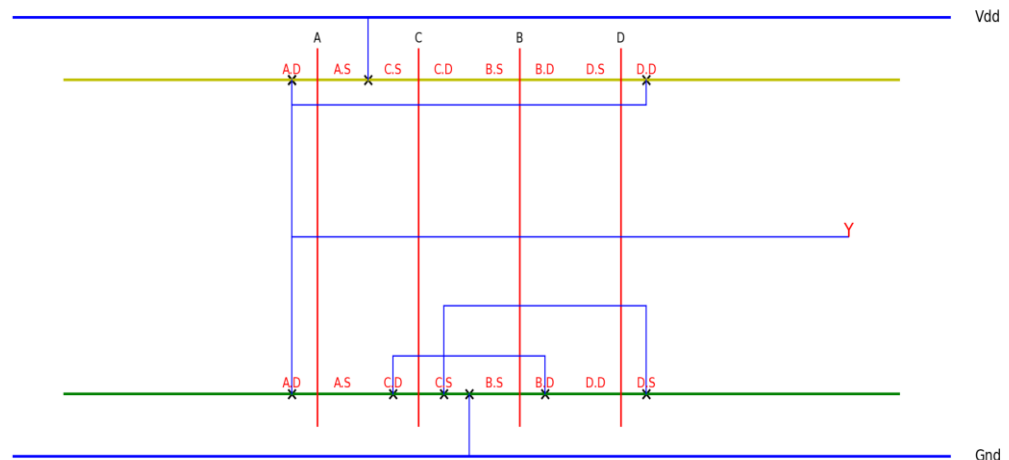 Vdd
A C B D
A.D A.S C.S C.D B.S B.D D.S D.D
Y
A.D A.S C.D C.S B.S B.D D.D D.S
Gnd